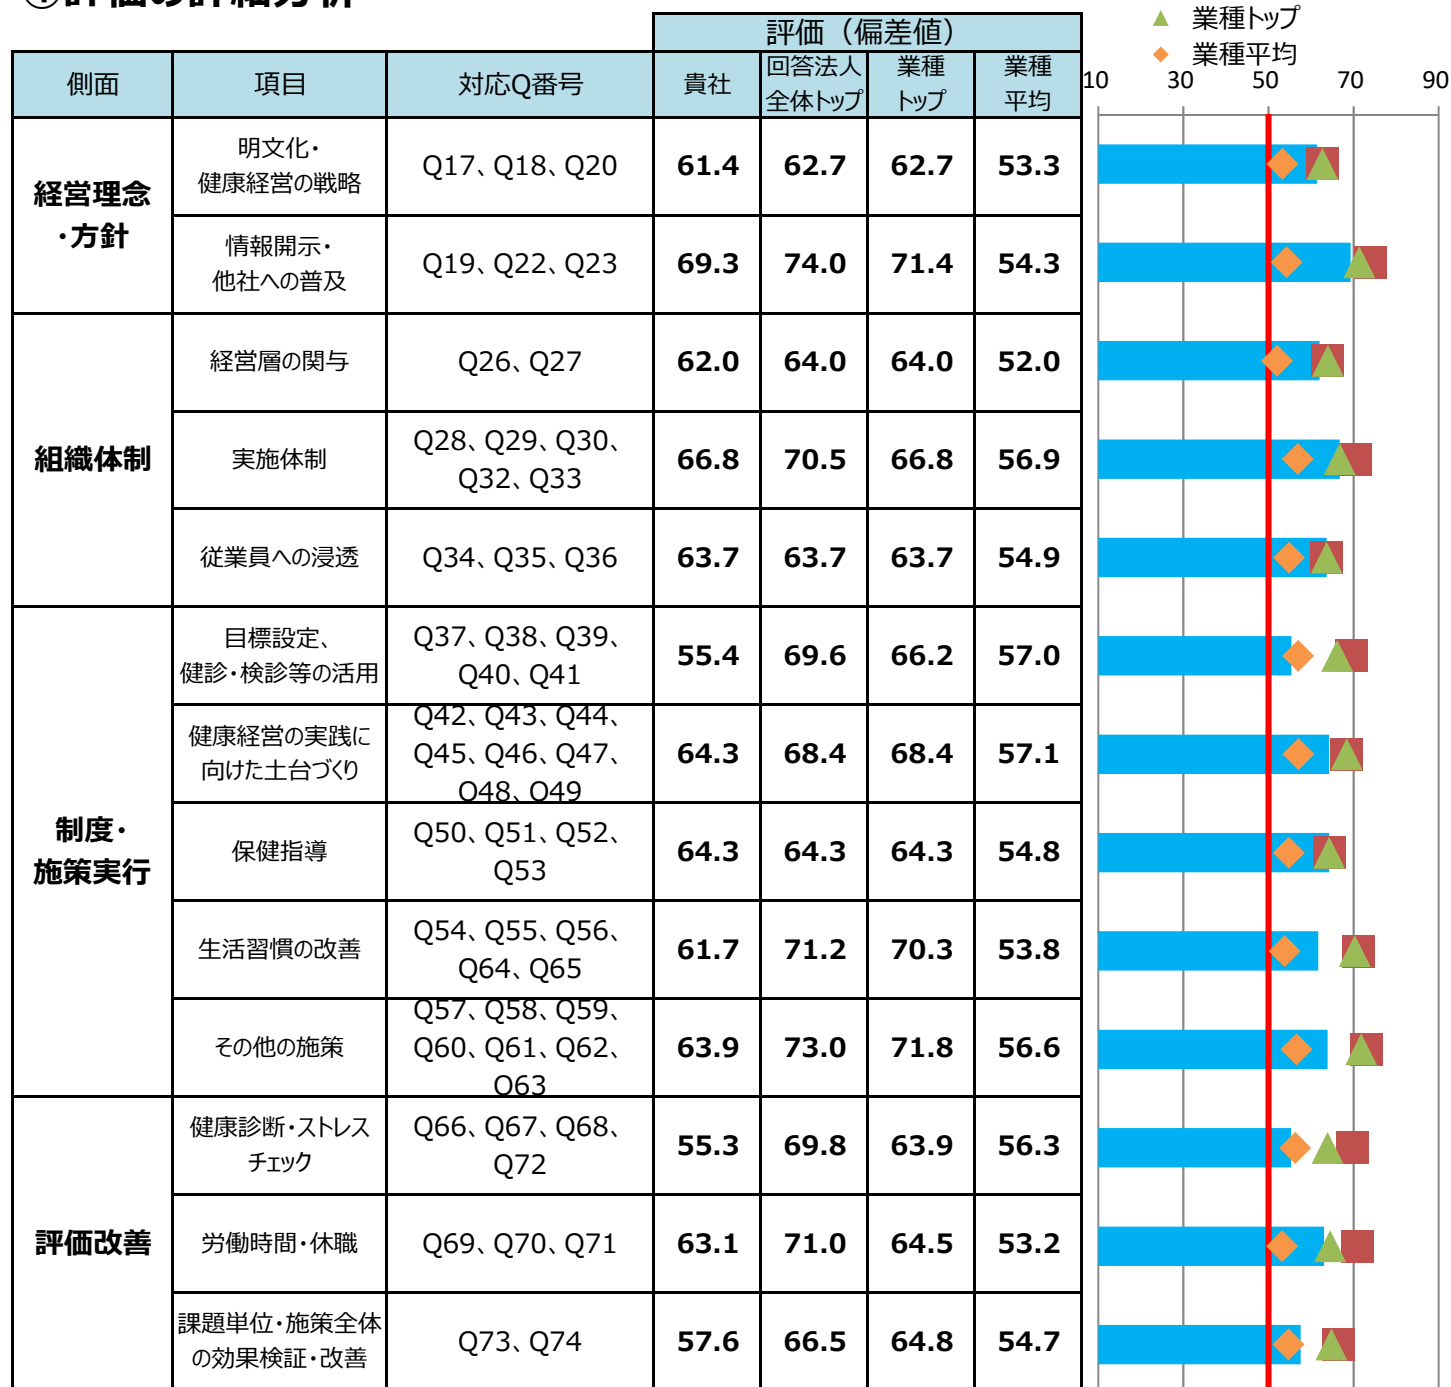 ①評価の詳細分析
▲ 業種トップ
◆ 業種平均
評価（偏差値）
側面 項目 対応Q番号 貴社 回答法人 業種 業種
全体トップ トップ 平均
10 30 50 70 90
経営理念
・方針
明文化・
健康経営の戦略
Q17、Q18、Q20
61.4 62.7 62.7 53.3
情報開示・
他社への普及
Q19、Q22、Q23
69.3 74.0 71.4 54.3
組織体制
経営層の関与
Q26、Q27
62.0 64.0 64.0 52.0
実施体制
Q28、Q29、Q30、
Q32、Q33
66.8 70.5 66.8 56.9
従業員への浸透
Q34、Q35、Q36
63.7 63.7 63.7 54.9
制度・
施策実行
目標設定、
健診・検診等の活用
Q37、Q38、Q39、
Q40、Q41
55.4 69.6 66.2 57.0
健康経営の実践に
向けた土台づくり
Q42、Q43、Q44、
Q45、Q46、Q47、
Q48、Q49
64.3 68.4 68.4 57.1
保健指導
Q50、Q51、Q52、
Q53
64.3 64.3 64.3 54.8
生活習慣の改善
Q54、Q55、Q56、
Q64、Q65
61.7 71.2 70.3 53.8
その他の施策
Q57、Q58、Q59、
Q60、Q61、Q62、
Q63
63.9 73.0 71.8 56.6
評価改善
健康診断・ストレス
チェック
Q66、Q67、Q68、
Q72
55.3 69.8 63.9 56.3
労働時間・休職
Q69、Q70、Q71
63.1 71.0 64.5 53.2
課題単位・施策全体
の効果検証・改善
Q73、Q74
57.6 66.5 64.8 54.7